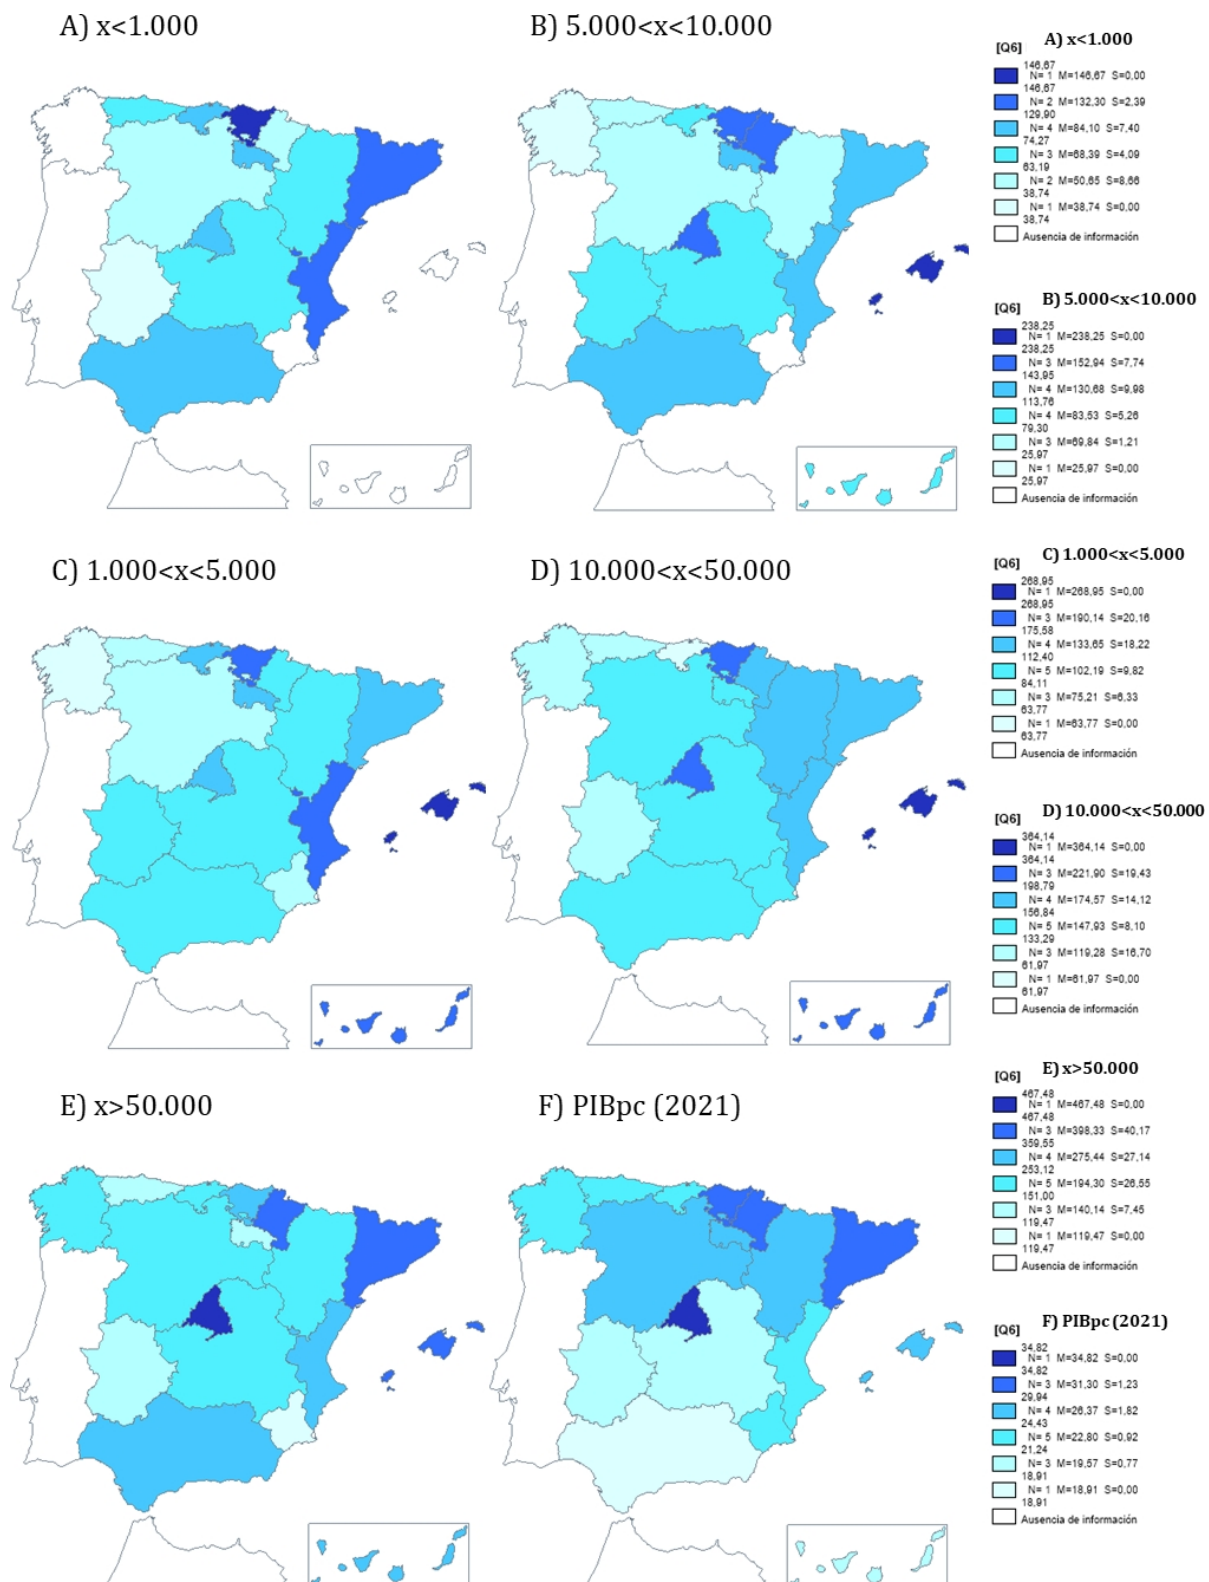 A) x<1.000
B) 5.000<x<10.000
[Q6] A) x<1.000
146,67
N= 1 M=146,67 S=0,00
146,67
N= 2 M=132,30 S=2,39
129,90
N= 4 M=84,10 S=7,40
74,27
N= 3 M=68,39 S=4,09
63,19
N= 2 M=50,65 S=8,66
38,74
N= 1 M=38,74 S=0,00
38,74
Ausencia de información
[Q6] B) 5.000<x<10.000
238,25
N= 1 M=238,25 S=0,00
238,25
N= 3 M=152,94 S=7,74
143,95
N= 4 M=130,68 S=9,98
113,76
N= 4 M=83,53 S=5,26
79,30
N= 3 M=69,84 S=1,21
25,97
N= 1 M=25,97 S=0,00
25,97
Ausencia de información
C) 1.000<x<5.000
D) 10.000<x<50.000
[Q6] C) 1.000<x<5.000
268,95
N= 1 M=268,95 S=0,00
268,95
N= 3 M=190,14 S=20,16
175,58
N= 4 M=133,65 S=18,22
112,40
N= 5 M=102,19 S=9,82
84,11
N= 3 M=75,21 S=6,33
63,77
N= 1 M=63,77 S=0,00
63,77
Ausencia de información
[Q6] D) 10.000<x<50.000
364,14
N= 1 M=364,14 S=0,00
364,14
N= 3 M=221,90 S=19,43
198,79
N= 4 M=174,57 S=14,12
156,84
N= 5 M=147,93 S=8,10
133,29
N= 3 M=119,28 S=16,70
61,97
N= 1 M=61,97 S=0,00
61,97
Ausencia de información
E) x>50.000
F) PIBpc (2021)
[Q6] E) x>50.000
467,48
N= 1 M=467,48 S=0,00
467,48
N= 3 M=398,33 S=40,17
359,55
N= 4 M=275,44 S=27,14
253,12
N= 5 M=194,30 S=26,55
151,00
N= 3 M=140,14 S=7,45
119,47
N= 1 M=119,47 S=0,00
119,47
Ausencia de información
[Q6] F) PIBpc (2021)
34,82
N= 1 M=34,82 S=0,00
34,82
N= 3 M=31,30 S=1,23
29,94
N= 4 M=26,37 S=1,82
24,43
N= 5 M=22,80 S=0,92
21,24
N= 3 M=19,57 S=0,77
18,91
N= 1 M=18,91 S=0,00
18,91
Ausencia de información